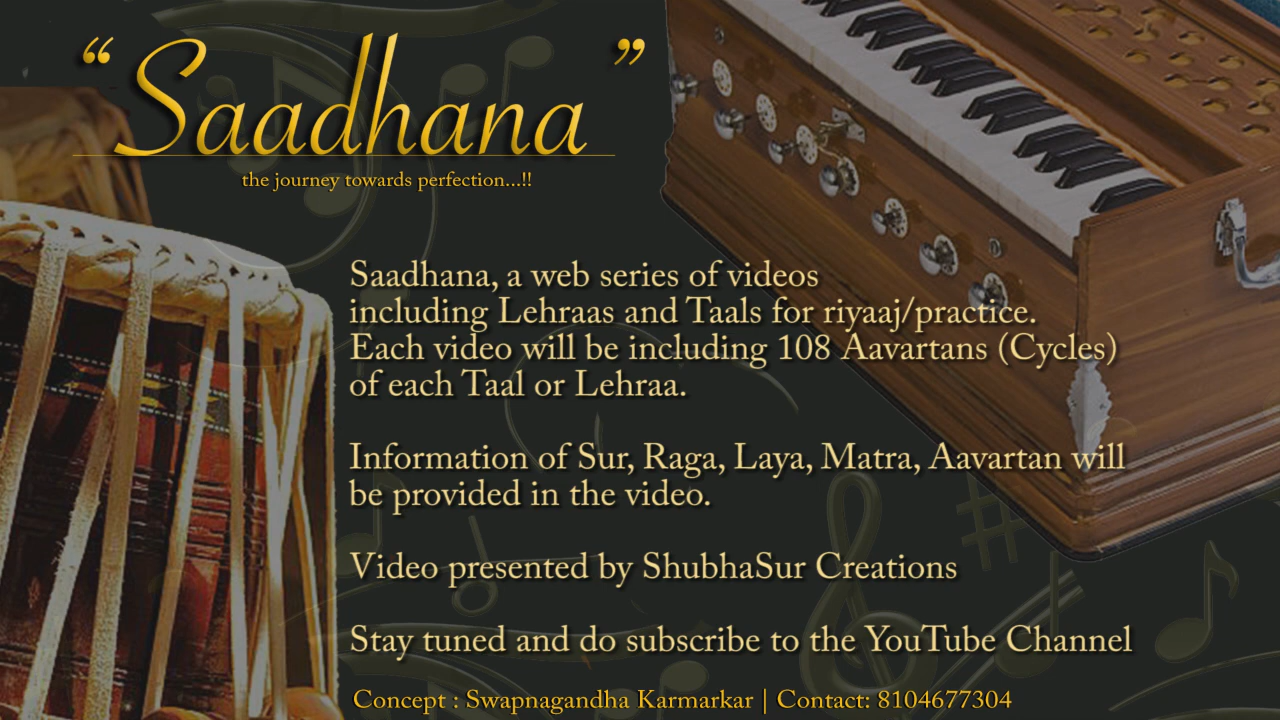 “ Saadhana ”
the journey towards perfection...!!
Saadhana, a web series of videos
including Lehraas and Taals for riyaaj/practice.
Each video will be including 108 Aavartans (Cycles)
of each Taal or Lehraa.
Information of Sur, Raga, Laya, Matra, Aavartan will
be provided in the video.
Video presented by ShubhaSur Creations
Stay tuned and do subscribe to the YouTube Channel
Concept : Swapnagandha Karmarkar | Contact: 8104677304